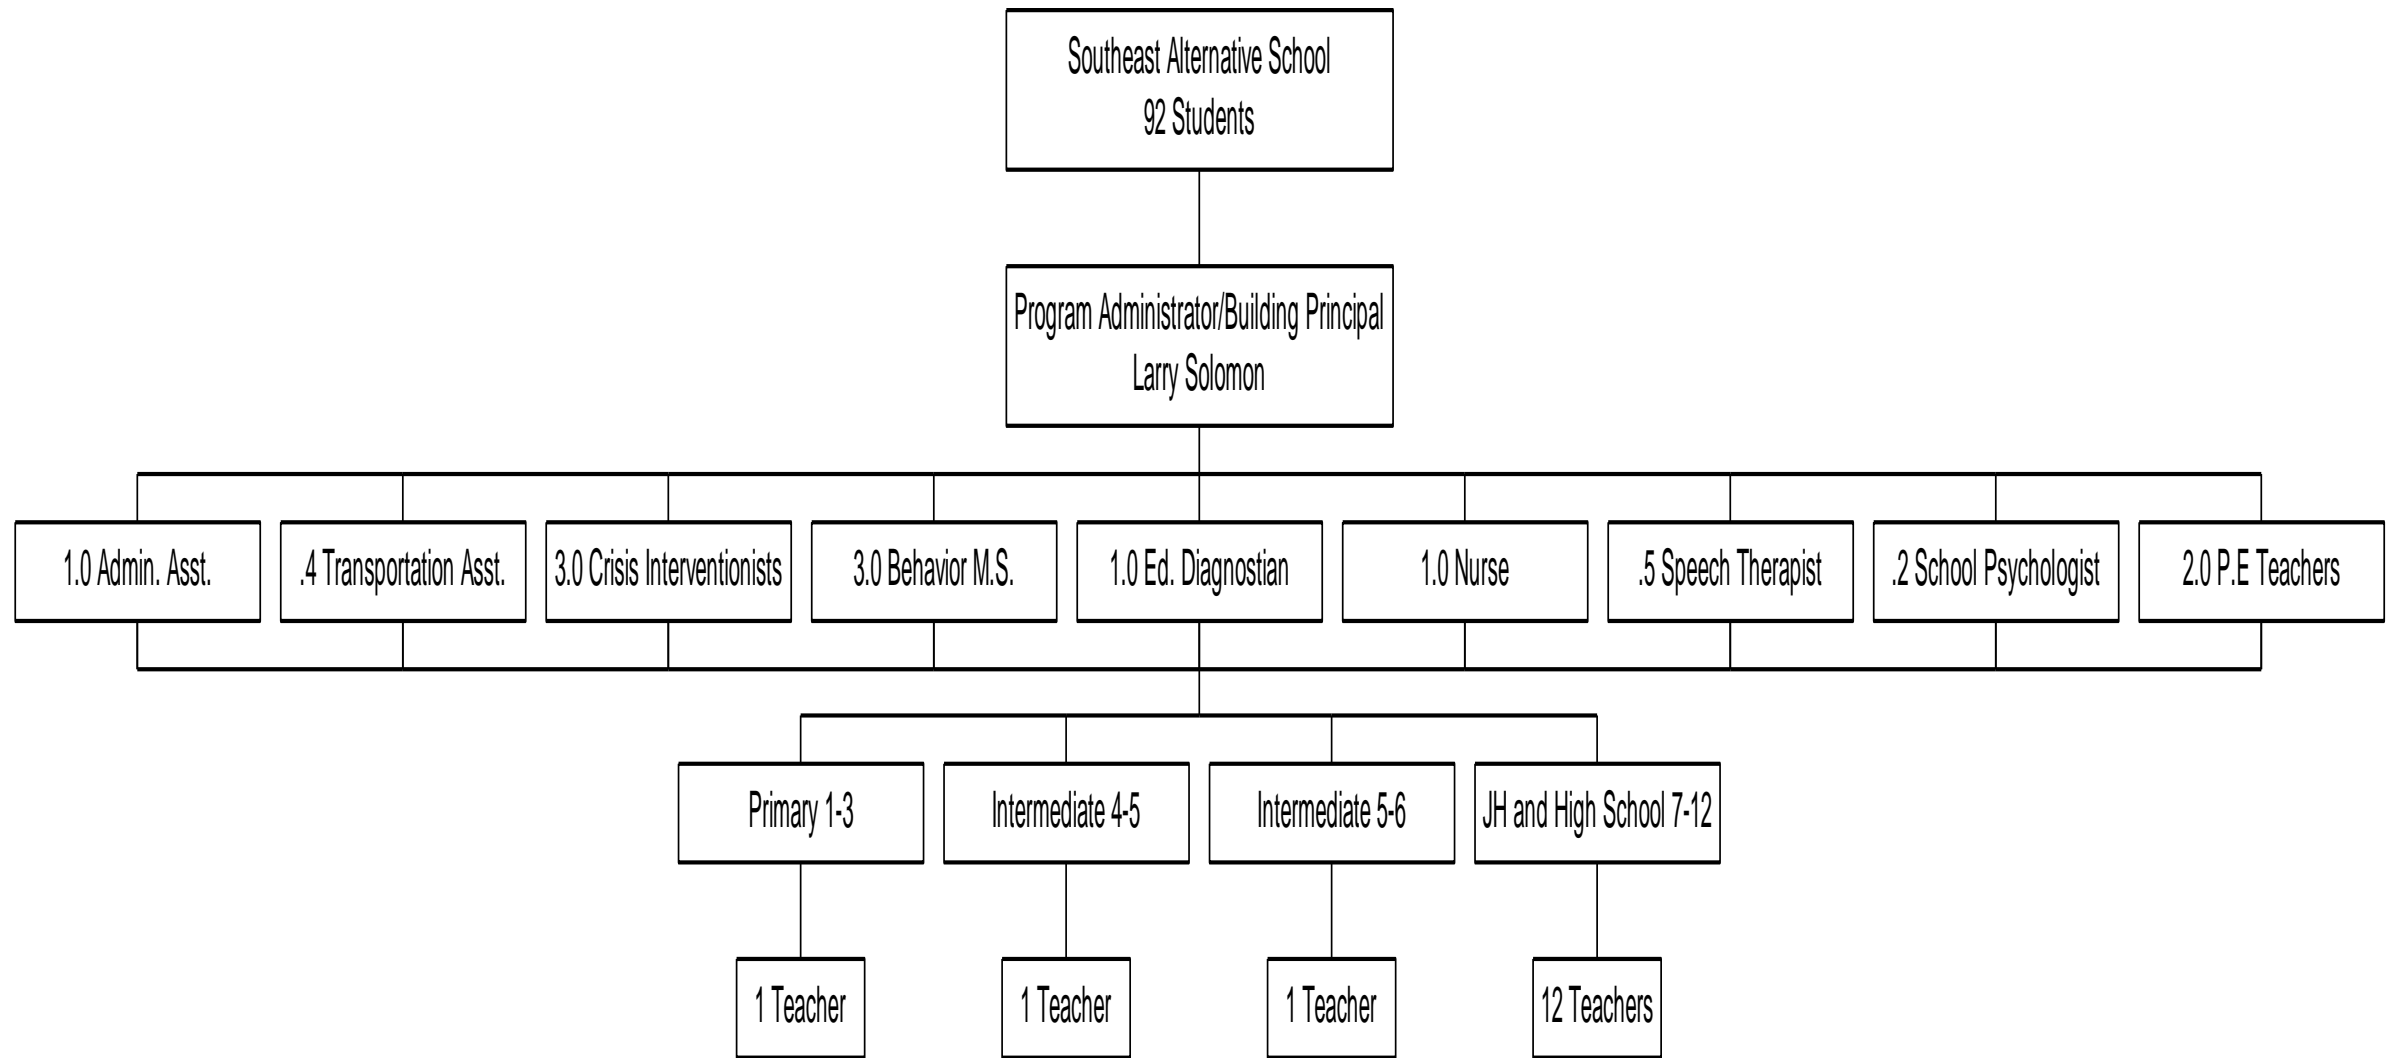 Southeast Alternative School
92 Students
Program Administrator/Building Principal
Larry Solomon
1.0 Admin. Asst.
.4 Transportation Asst.
3.0 Crisis Interventionists
3.0 Behavior M.S.
1.0 Ed. Diagnostian
1.0 Nurse
.5 Speech Therapist
.2 School Psychologist
2.0 P.E Teachers
Primary 1-3
Intermediate 4-5
Intermediate 5-6
JH and High School 7-12
1 Teacher
1 Teacher
1 Teacher
12 Teachers